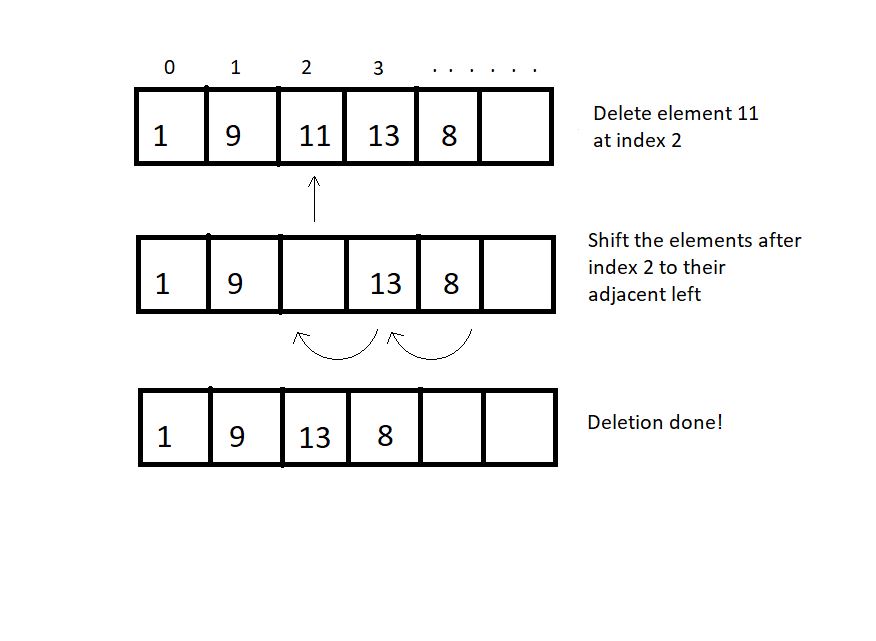 0 1 2 3 . . . . . .
1 9 11 13 8
Delete element 11
at index 2
1 9 13 8
Shift the elements after
index 2 to their
adjacent left
1 9 13 8
Deletion done!